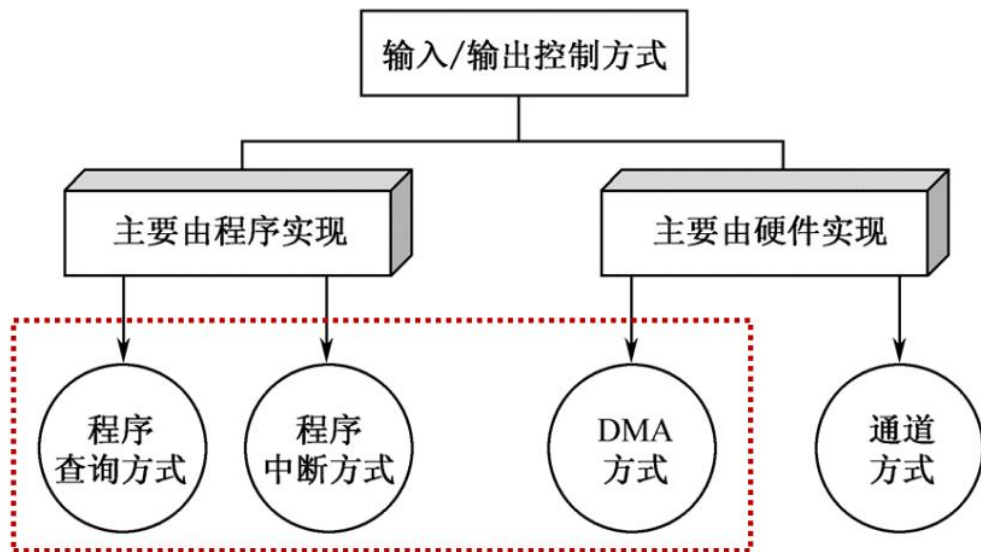 输入/输出控制方式
主要由程序实现
主要由硬件实现
程序
查询方式
程序
中断方式
DMA
方式
通道
方式